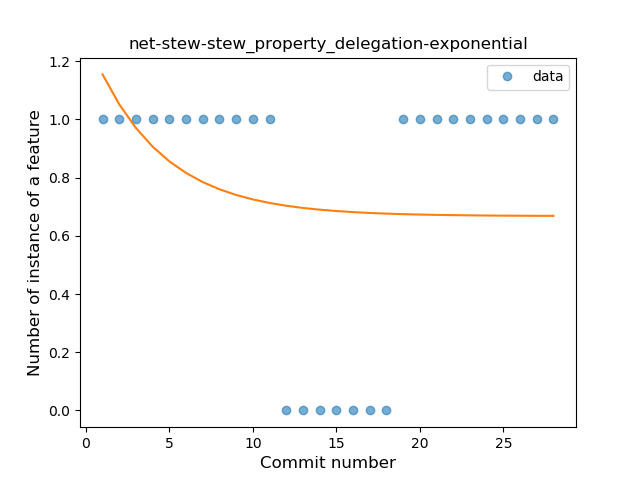 net-stew-stew_property_delegation-exponential
data
Number of instance of a feature
1.2
1.0
0.8
0.6
0.4
0.2
0.0
0 5 10 15 20 25
Commit number